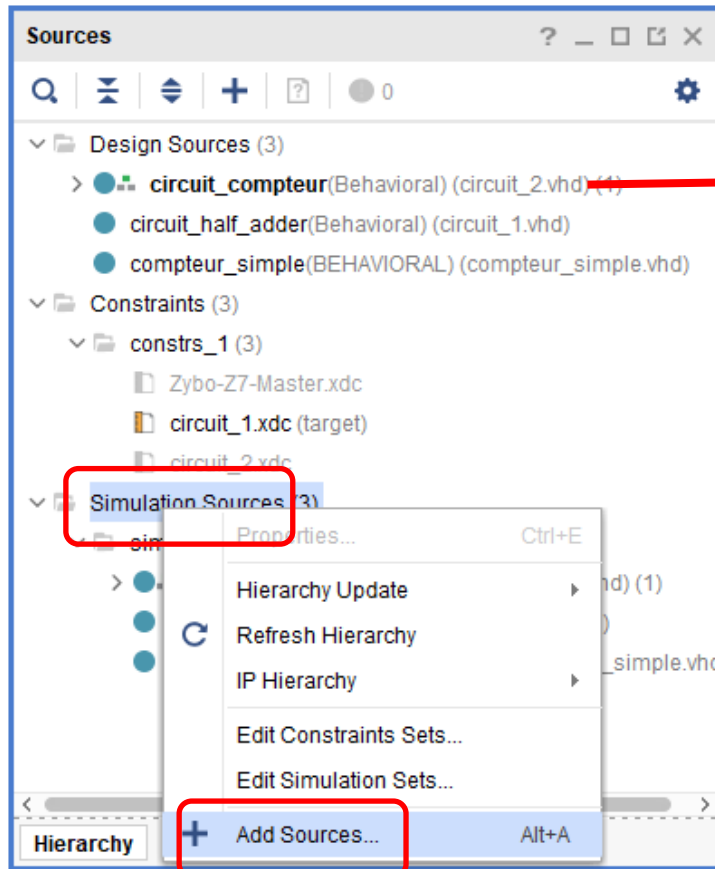 Sources
0
Design Sources (3)
circuit_compteur(Behavioral) (circuit_2.vhd) (1)
circuit_half_adder(Behavioral) (circuit_1.vhd)
compteur_simple(BEHAVIORAL) (compteur_simple.vhd)
Constraints (3)
constrs_1 (3)
Zybo-Z7-Master.xdc
circuit_1.xdc (target)
circuit_2.xdc
Simulation Sources (3)
sim
Properties... Ctrl+E
Hierarchy Update hd) (1)
Refresh Hierarchy )
IP Hierarchy _simple.vhd
Edit Constraints Sets...
Edit Simulation Sets...
Add Sources... Alt+A
Hierarchy